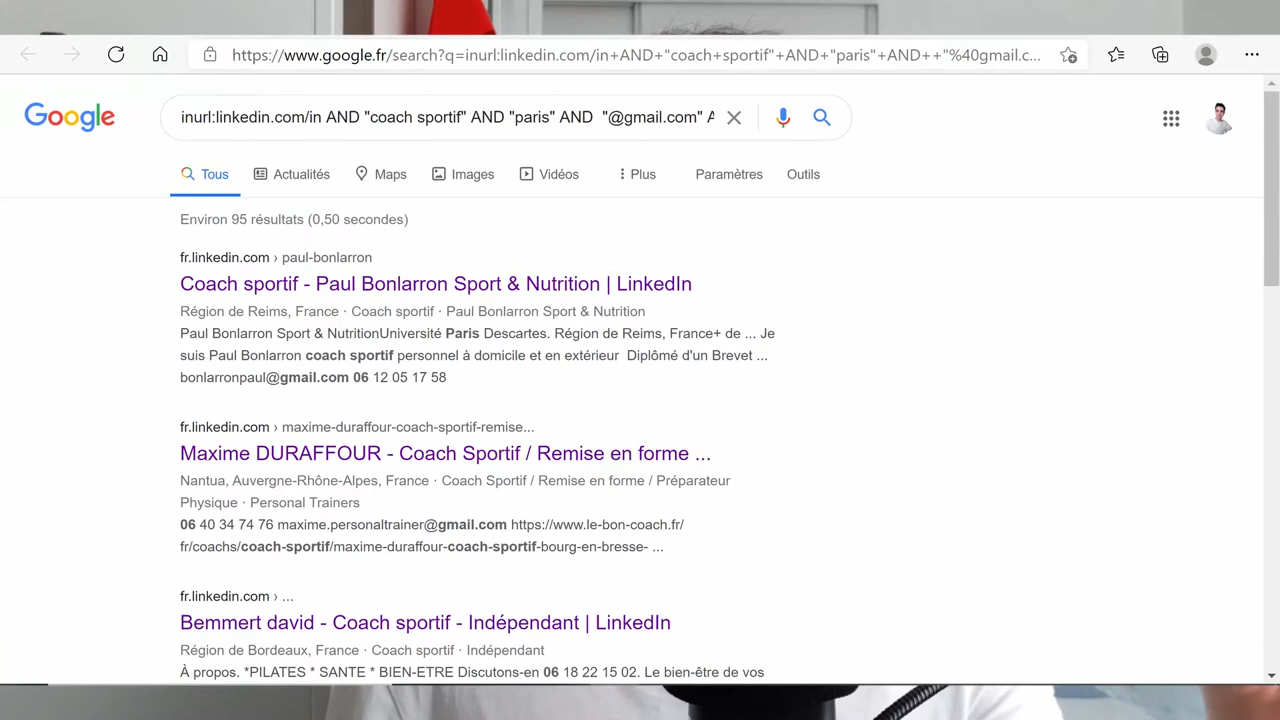 https://www.google.fr/search?q=inurl:linkedin.com/in+AND+"coach+sportif"+AND+"paris"+AND++"%40gmail.c...
Google
inurl:linkedin.com/in AND "coach sportif" AND "paris" AND "@gmail.com" A
Tous Actualités Maps Images Vidéos Plus Paramètres Outils
Environ 95 résultats (0,50 secondes)
fr.linkedin.com › paul-bonlarron
Coach sportif - Paul Bonlarron Sport & Nutrition | LinkedIn
Région de Reims, France · Coach sportif · Paul Bonlarron Sport & Nutrition
Paul Bonlarron Sport & NutritionUniversité Paris Descartes. Région de Reims, France+ de ... Je
suis Paul Bonlarron coach sportif personnel à domicile et en extérieur Diplômé d'un Brevet ...
bonlarronpaul@gmail.com 06 12 05 17 58
fr.linkedin.com › maxime-duraffour-coach-sportif-remise...
Maxime DURAFFOUR - Coach Sportif / Remise en forme ...
Nantua, Auvergne-Rhône-Alpes, France · Coach Sportif / Remise en forme / Préparateur
Physique · Personal Trainers
06 40 34 74 76 maxime.personaltrainer@gmail.com https://www.le-bon-coach.fr/
fr/coachs/coach-sportif/maxime-duraffour-coach-sportif-bourg-en-bresse- ...
fr.linkedin.com › ...
Bemmert david - Coach sportif - Indépendant | LinkedIn
Région de Bordeaux, France · Coach sportif · Indépendant
À propos. *PILATES * SANTE * BIEN-ETRE Discutons-en 06 18 22 15 02. Le bien-être de vos